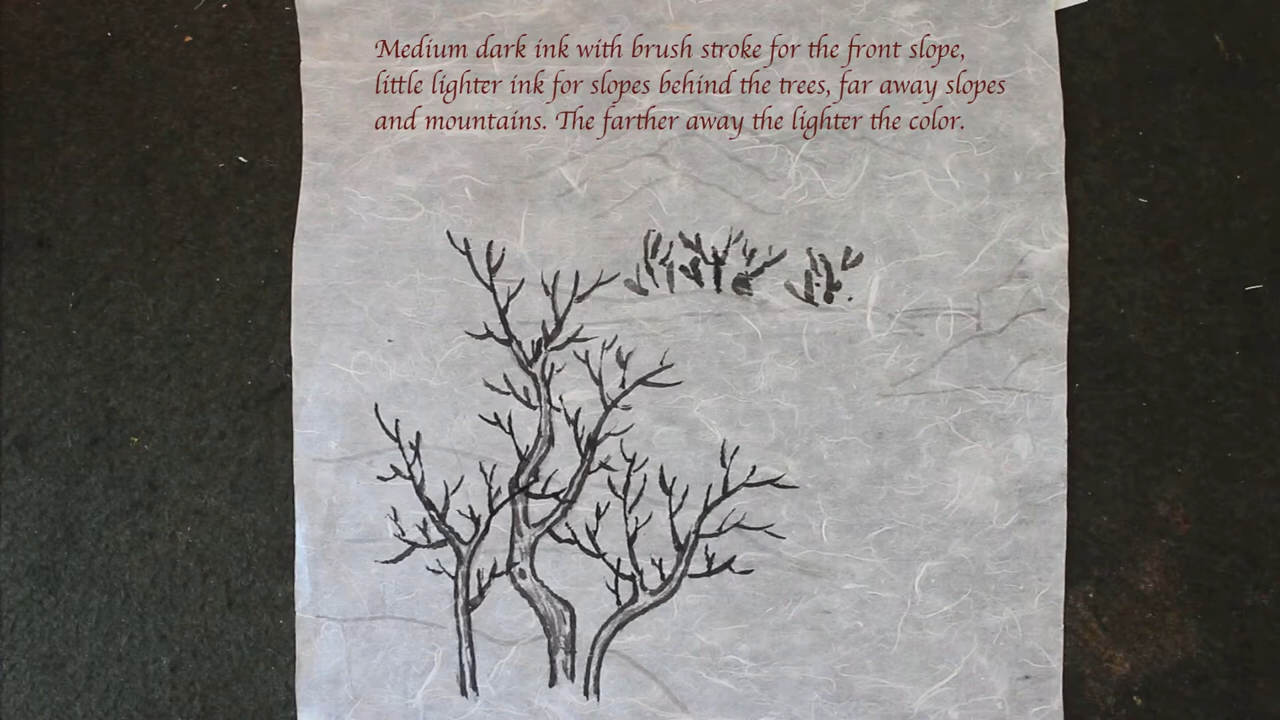 Medium dark ink with brush stroke for the front slope,
little lighter ink for slopes behind the trees, far away slopes
and mountains. The farther away the lighter the color.